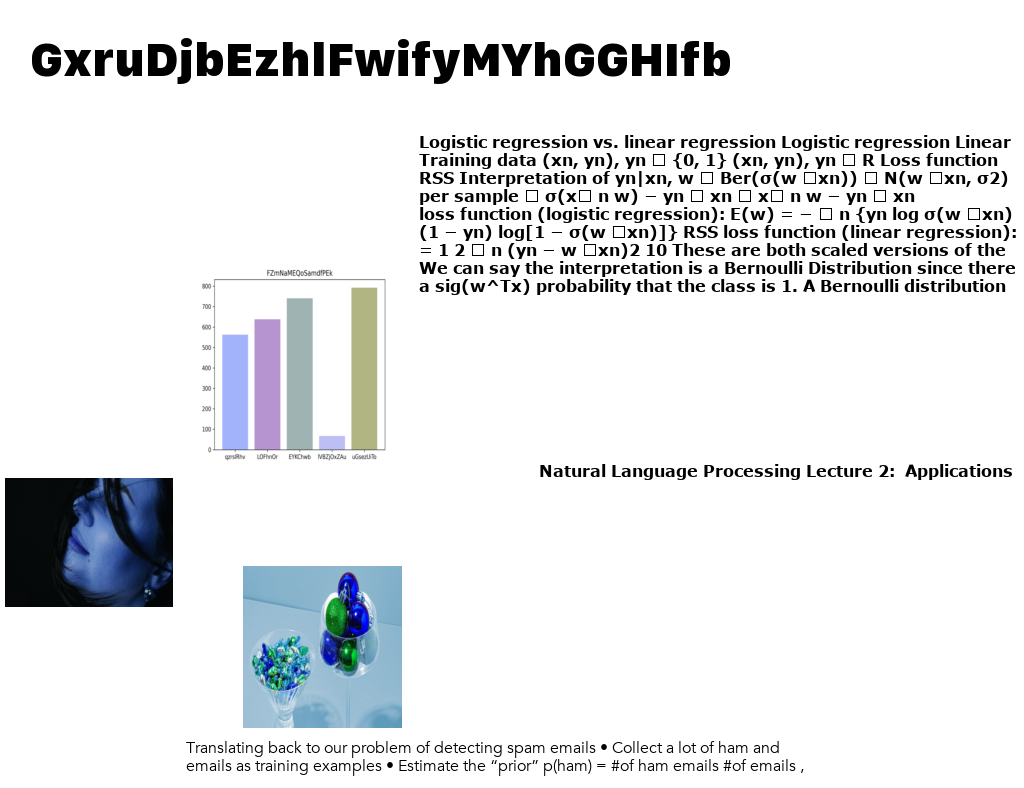 GxruDjbEzhlFwifyMYhGGHIfb
Logistic regression vs. linear regression Logistic regression Linear
Training data (xn, yn), yn □ {0, 1} (xn, yn), yn □ R Loss function
RSS Interpretation of yn|xn, w □ Ber(σ(w □xn)) □ N(w □xn, σ2)
per sample □ σ(x□ n w) − yn □ xn □ x□ n w − yn □ xn
loss function (logistic regression): E(w) = − □ n {yn log σ(w □xn)
(1 − yn) log[1 − σ(w □xn)]} RSS loss function (linear regression):
= 1 2 □ n (yn − w □xn)2 10 These are both scaled versions of the
We can say the interpretation is a Bernoulli Distribution since there
a sig(w^Tx) probability that the class is 1. A Bernoulli distribution
FZmNaMEQoSamdfPEk
800
700
600
500
400
300
200
100
0
qzrslRhv LOFhnOr EYKChwb IVBZjOxZAu uGsezUiTb
Natural Language Processing Lecture 2: Applications
Translating back to our problem of detecting spam emails • Collect a lot of ham and
emails as training examples • Estimate the “prior” p(ham) = #of ham emails #of emails ,